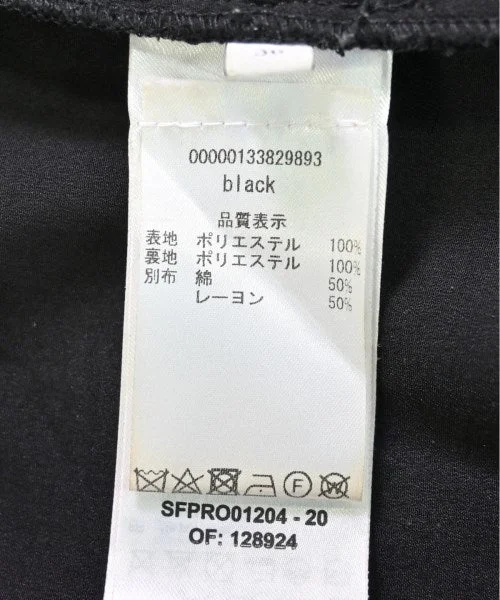 00000133829893
black
品質表示
表地 ポリエステル 100%
裏地 ポリエステル 100%
別布 綿 50%
レーヨン 50%
F
W
SFPRO01204 - 20
OF: 128924